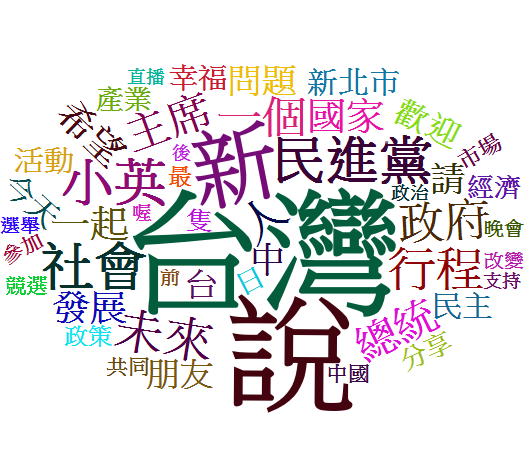 直播
幸福
問題
新北市
產業
主席
一個國家
歡迎
希望
新
民進黨
市場
活動
小英
最
後
請
經濟
今天
政治
選舉
一起
喔
隻
人
台灣
政府
晚會
參加
社會
中
行程
改變
競選
前
台
日
支持
發展
民主
政策
未來
說
總統
分享
共同
朋友
中國